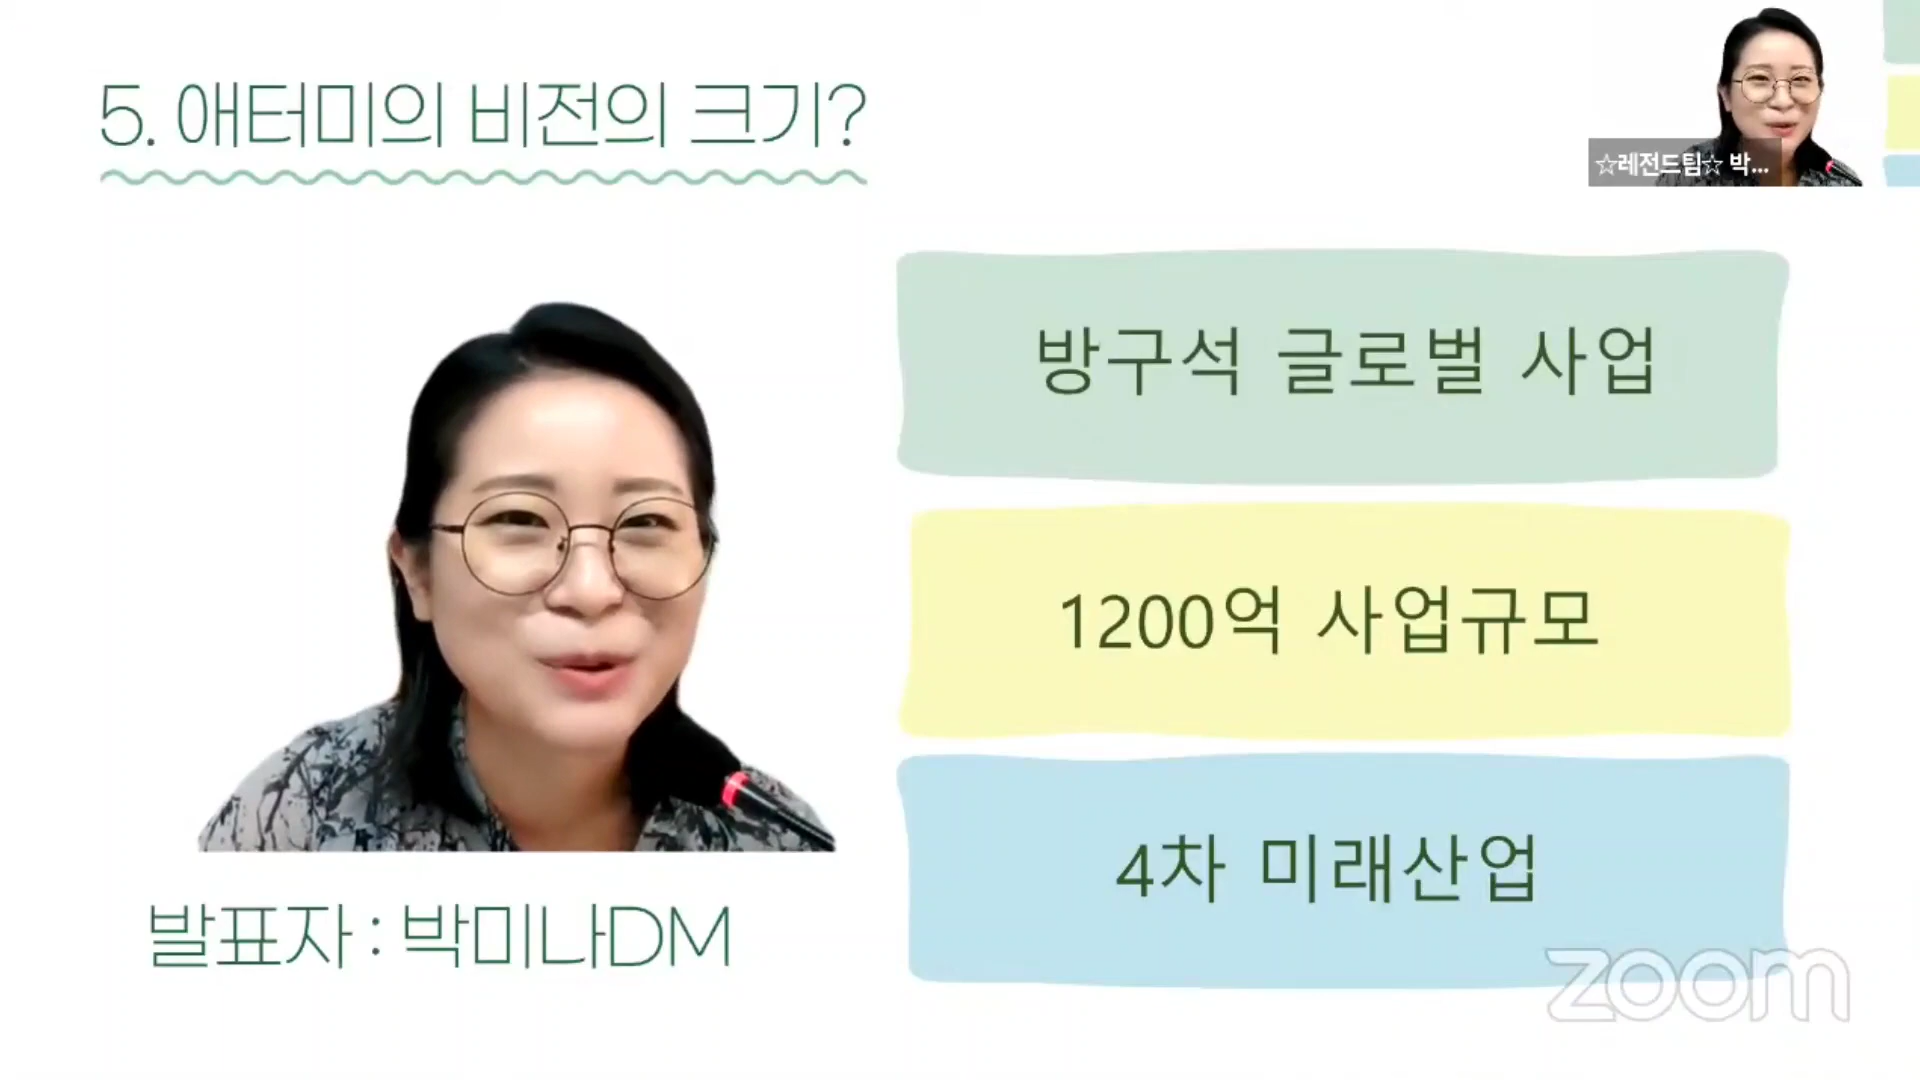 5. 애터미의 비전의 크기?
☆레전드팀☆ 박...
방구석 글로벌 사업
1200억 사업규모
4차 미래산업
발표자 : 박미나DM
zoom